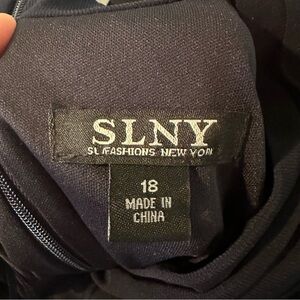 SLNY
SL FASHIONS NEW YORK
18
MADE IN
CHINA